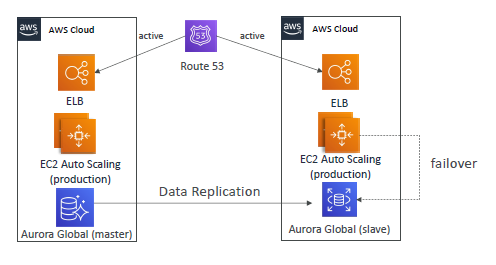 aws
AWS Cloud
active
53
Route 53
active
aws
AWS Cloud
ELB
EC2 Auto Scaling
(production)
Aurora Global (master)
Data Replication
ELB
EC2 Auto Scaling
(production)
failover
Aurora Global (slave)